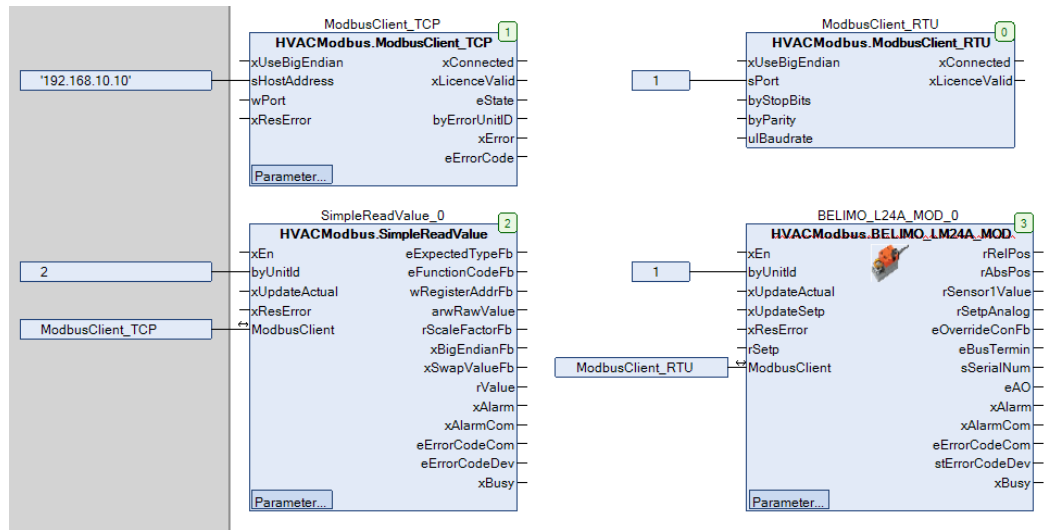 ModbusClient_TCP
1
HVACModbus.ModbusClient_TCP
xUseBigEndian xConnected
'192.168.10.10' sHostAddress xLicenceValid
wPort eState
xResError byErrorUnitID
xError
eErrorCode
Parameter...
ModbusClient_RTU
0
HVACModbus.ModbusClient_RTU
xUseBigEndian xConnected
1 sPort xLicenceValid
byStopBits
byParity
ulBaudrate
SimpleReadValue_0
2
HVACModbus.SimpleReadValue
xEn eExpectedTypeFb
2 byUnitId eFunctionCodeFb
xUpdateActual wRegisterAddrFb
xResError arwRawValue
ModbusClient_TCP ModbusClient rScaleFactorFb
xBigEndianFb
xSwapValueFb
rValue
xAlarm
xAlarmCom
eErrorCodeCom
eErrorCodeDev
xBusy
Parameter...
BELIMO_L24A_MOD_0
3
HVACModbus.BELIMO_LM24A_MOD
xEn rRelPos
1 byUnitId rAbsPos
xUpdateActual rSensor1Value
xUpdateSetp rSetpAnalog
xResError eOverrideConFb
rSetp eBusTermin
ModbusClient_RTU ModbusClient sSerialNum
eAO
xAlarm
xAlarmCom
eErrorCodeCom
stErrorCodeDev
xBusy
Parameter...